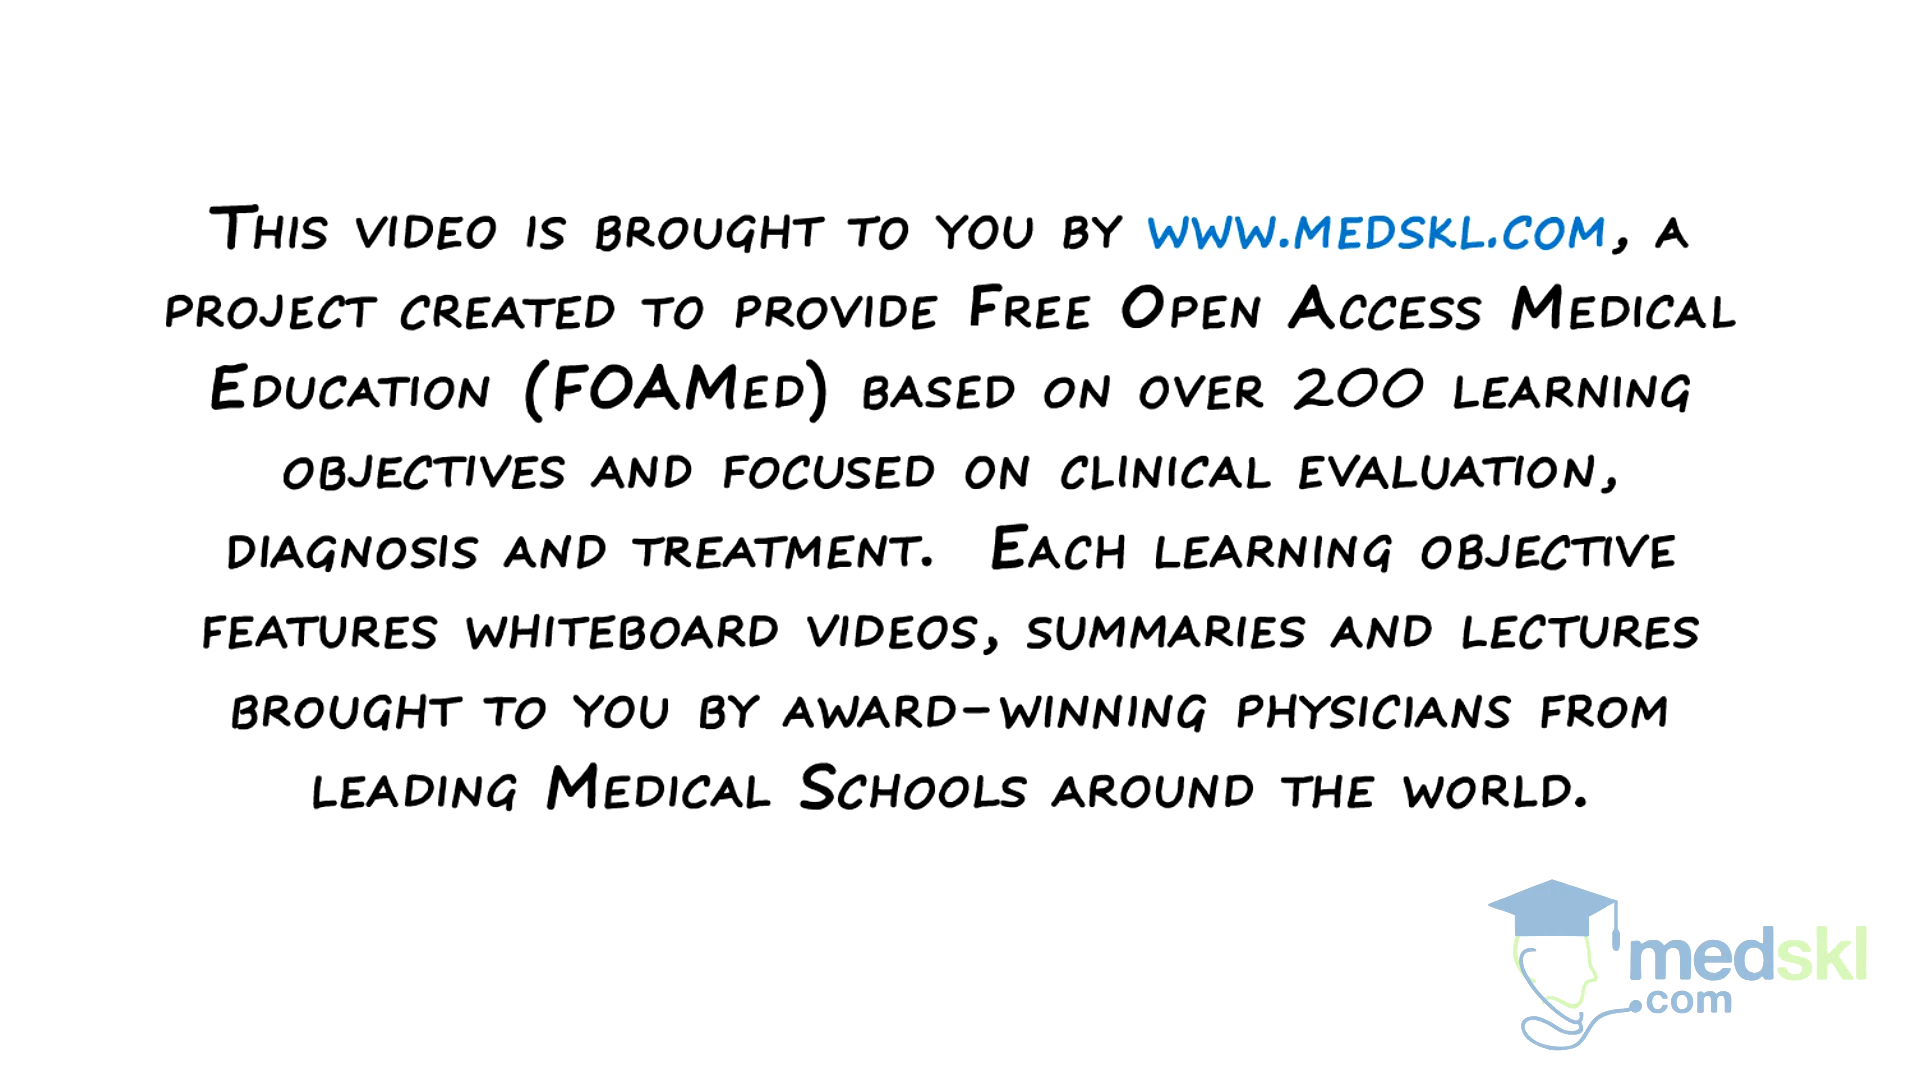 This video is brought to you by www.medskl.com, a
project created to provide Free Open Access Medical
Education (FOAMed) based on over 200 learning
objectives and focused on clinical evaluation,
diagnosis and treatment.  Each learning objective
features whiteboard videos, summaries and lectures
brought to you by award-winning physicians from
leading Medical Schools around the world.
medskl
.com